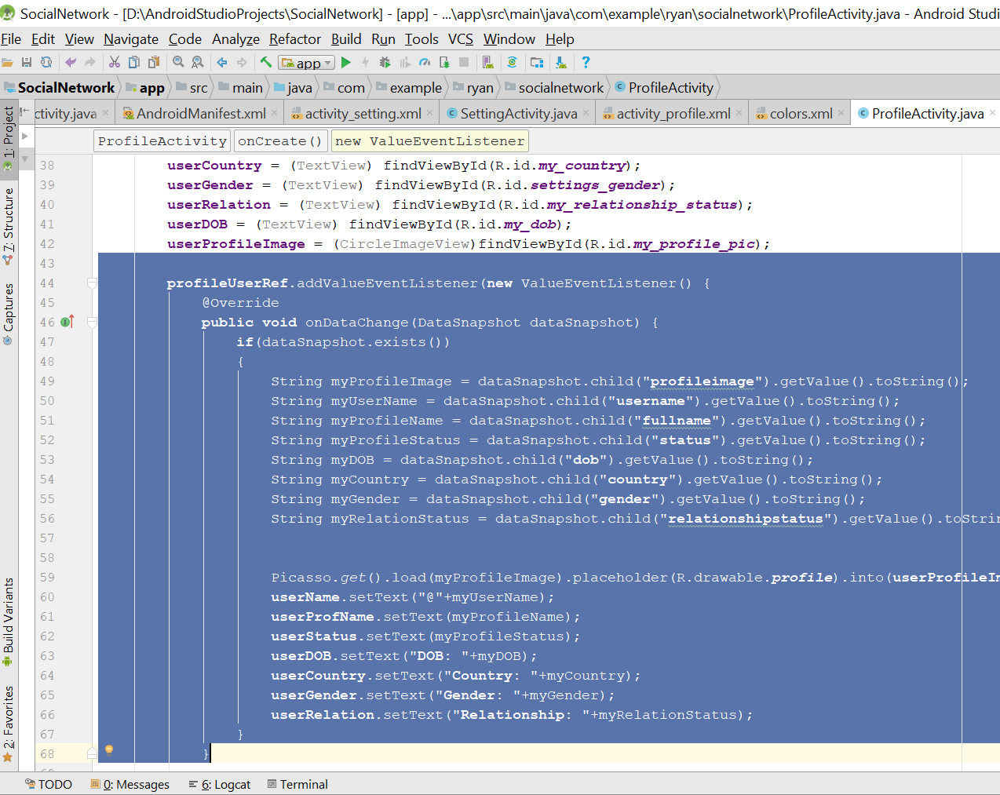 SocialNetwork - [D:\AndroidStudioProjects\SocialNetwork] - [app] - ...\app\src\main\java\com\example\ryan\socialnetwork\ProfileActivity.java - Android Studi
File Edit View Navigate Code Analyze Refactor Build Run Tools VCS Window Help
app
SocialNetwork app src main java com example ryan socialnetwork ProfileActivity
ctivity.java AndroidManifest.xml activity_setting.xml SettingActivity.java activity_profile.xml colors.xml ProfileActivity.java
ProfileActivity onCreate() new ValueEventListener
1: Project
7: Structure
Captures
Build Variants
2: Favorites
38 userCountry = (TextView) findViewById(R.id.my_country);
39 userGender = (TextView) findViewById(R.id.settings_gender);
40 userRelation = (TextView) findViewById(R.id.my_relationship_status);
41 userDOB = (TextView) findViewById(R.id.my_dob);
42 userProfileImage = (CircleImageView)findViewById(R.id.my_profile_pic);
43
44 profileUserRef.addValueEventListener(new ValueEventListener() {
45 @Override
46 public void onDataChange(DataSnapshot dataSnapshot) {
47 if(dataSnapshot.exists())
48 {
49 String myProfileImage = dataSnapshot.child("profileimage").getValue().toString();
50 String myUserName = dataSnapshot.child("username").getValue().toString();
51 String myProfileName = dataSnapshot.child("fullname").getValue().toString();
52 String myProfileStatus = dataSnapshot.child("status").getValue().toString();
53 String myDOB = dataSnapshot.child("dob").getValue().toString();
54 String myCountry = dataSnapshot.child("country").getValue().toString();
55 String myGender = dataSnapshot.child("gender").getValue().toString();
56 String myRelationStatus = dataSnapshot.child("relationshipstatus").getValue().toStrin
57
58
59 Picasso.get().load(myProfileImage).placeholder(R.drawable.profile).into(userProfileIm
60 userName.setText("@"+myUserName);
61 userProfName.setText(myProfileName);
62 userStatus.setText(myProfileStatus);
63 userDOB.setText("DOB: "+myDOB);
64 userCountry.setText("Country: "+myCountry);
65 userGender.setText("Gender: "+myGender);
66 userRelation.setText("Relationship: "+myRelationStatus);
67 }
68 }
TODO 0: Messages 6: Logcat Terminal